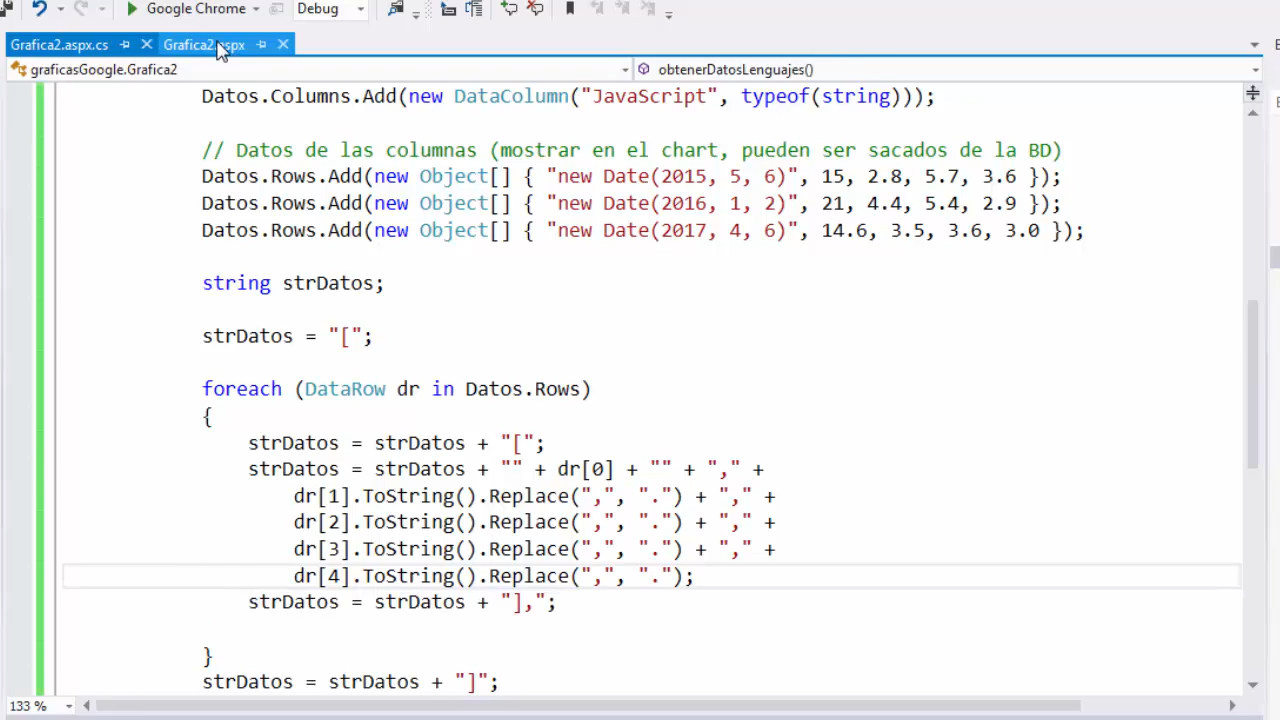 Google Chrome Debug
Grafica2.aspx.cs Grafica2.aspx
graficasGoogle.Grafica2 obtenerDatosLenguajes()
Datos.Columns.Add(new DataColumn("JavaScript", typeof(string)));
// Datos de las columnas (mostrar en el chart, pueden ser sacados de la BD)
Datos.Rows.Add(new Object[] { "new Date(2015, 5, 6)", 15, 2.8, 5.7, 3.6 });
Datos.Rows.Add(new Object[] { "new Date(2016, 1, 2)", 21, 4.4, 5.4, 2.9 });
Datos.Rows.Add(new Object[] { "new Date(2017, 4, 6)", 14.6, 3.5, 3.6, 3.0 });
string strDatos;
strDatos = "[";
foreach (DataRow dr in Datos.Rows)
{
strDatos = strDatos + "[";
strDatos = strDatos + "" + dr[0] + "" + "," +
dr[1].ToString().Replace(",", ".") + "," +
dr[2].ToString().Replace(",", ".") + "," +
dr[3].ToString().Replace(",", ".") + "," +
dr[4].ToString().Replace(",", ".");
strDatos = strDatos + "],";
}
strDatos = strDatos + "]";
133 %